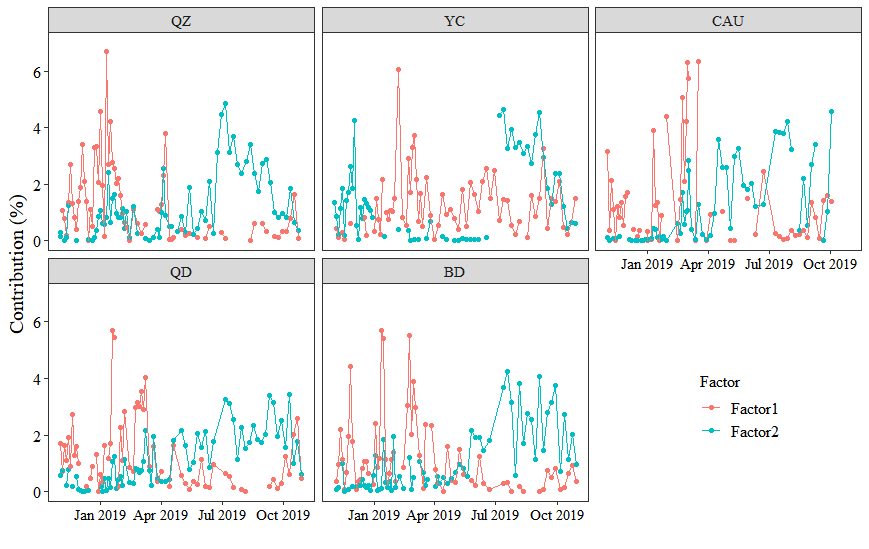 QZ YC CAU
6
4
2
0
Jan 2019 Apr 2019 Jul 2019 Oct 2019
Contribution (%)
QD BD
6
4
2
0
Jan 2019 Apr 2019 Jul 2019 Oct 2019 Jan 2019 Apr 2019 Jul 2019 Oct 2019
Factor
Factor1
Factor2